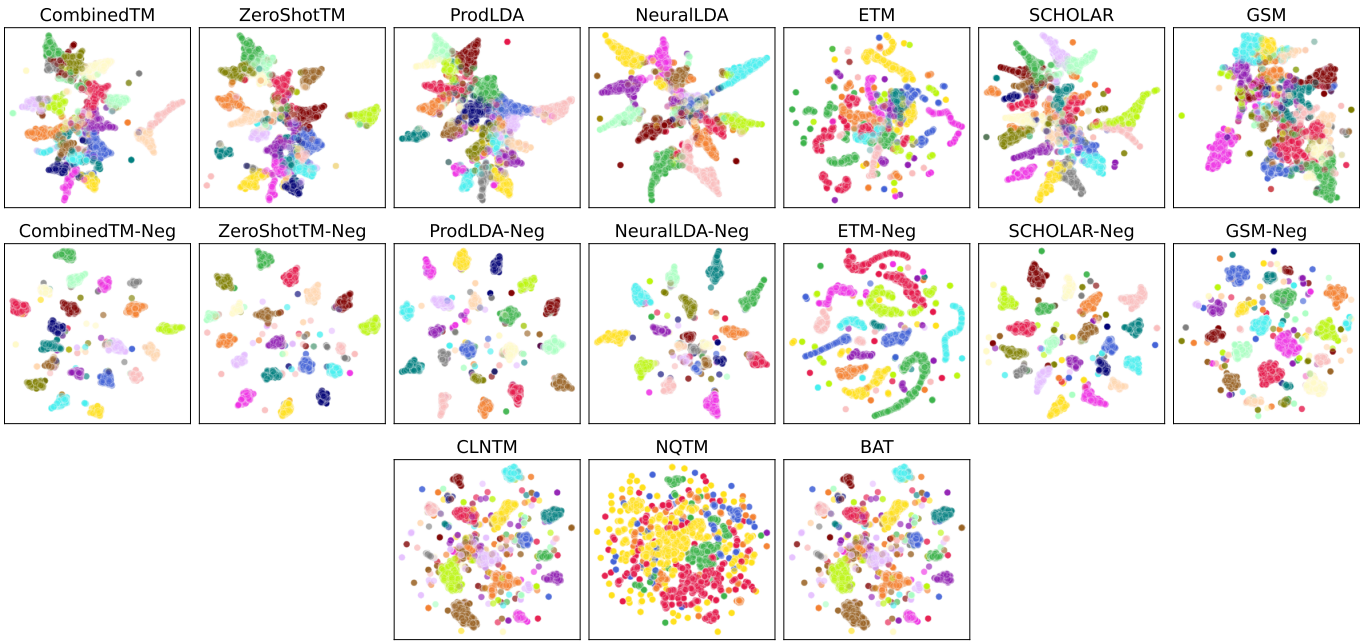 CombinedTM ZeroShotTM ProdLDA NeuralLDA ETM SCHOLAR GSM
CombinedTM-Neg ZeroShotTM-Neg ProdLDA-Neg NeuralLDA-Neg ETM-Neg SCHOLAR-Neg GSM-Neg
CLNTM NQTM BAT